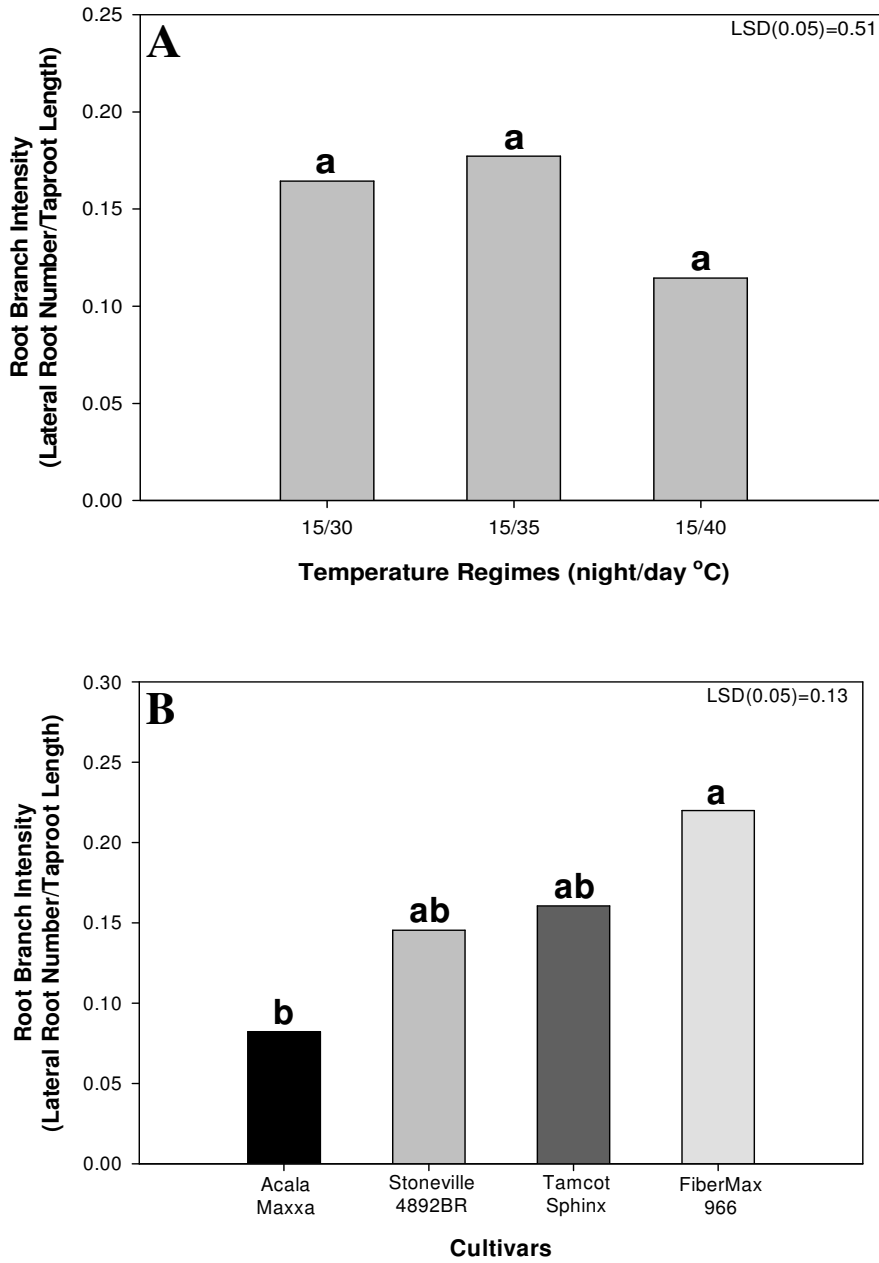 A
LSD(0.05)=0.51
Root Branch Intensity
(Lateral Root Number/Taproot Length)
0.25
0.20
0.15
0.10
0.05
0.00
a
a
a
15/30
15/35
15/40
Temperature Regimes (night/day °C)
B
LSD(0.05)=0.13
Root Branch Intensity
(Lateral Root Number/Taproot Length)
0.30
0.25
0.20
0.15
0.10
0.05
0.00
b
ab
ab
a
Acala
Maxxa
Stoneville
4892BR
Tamcot
Sphinx
FiberMax
966
Cultivars